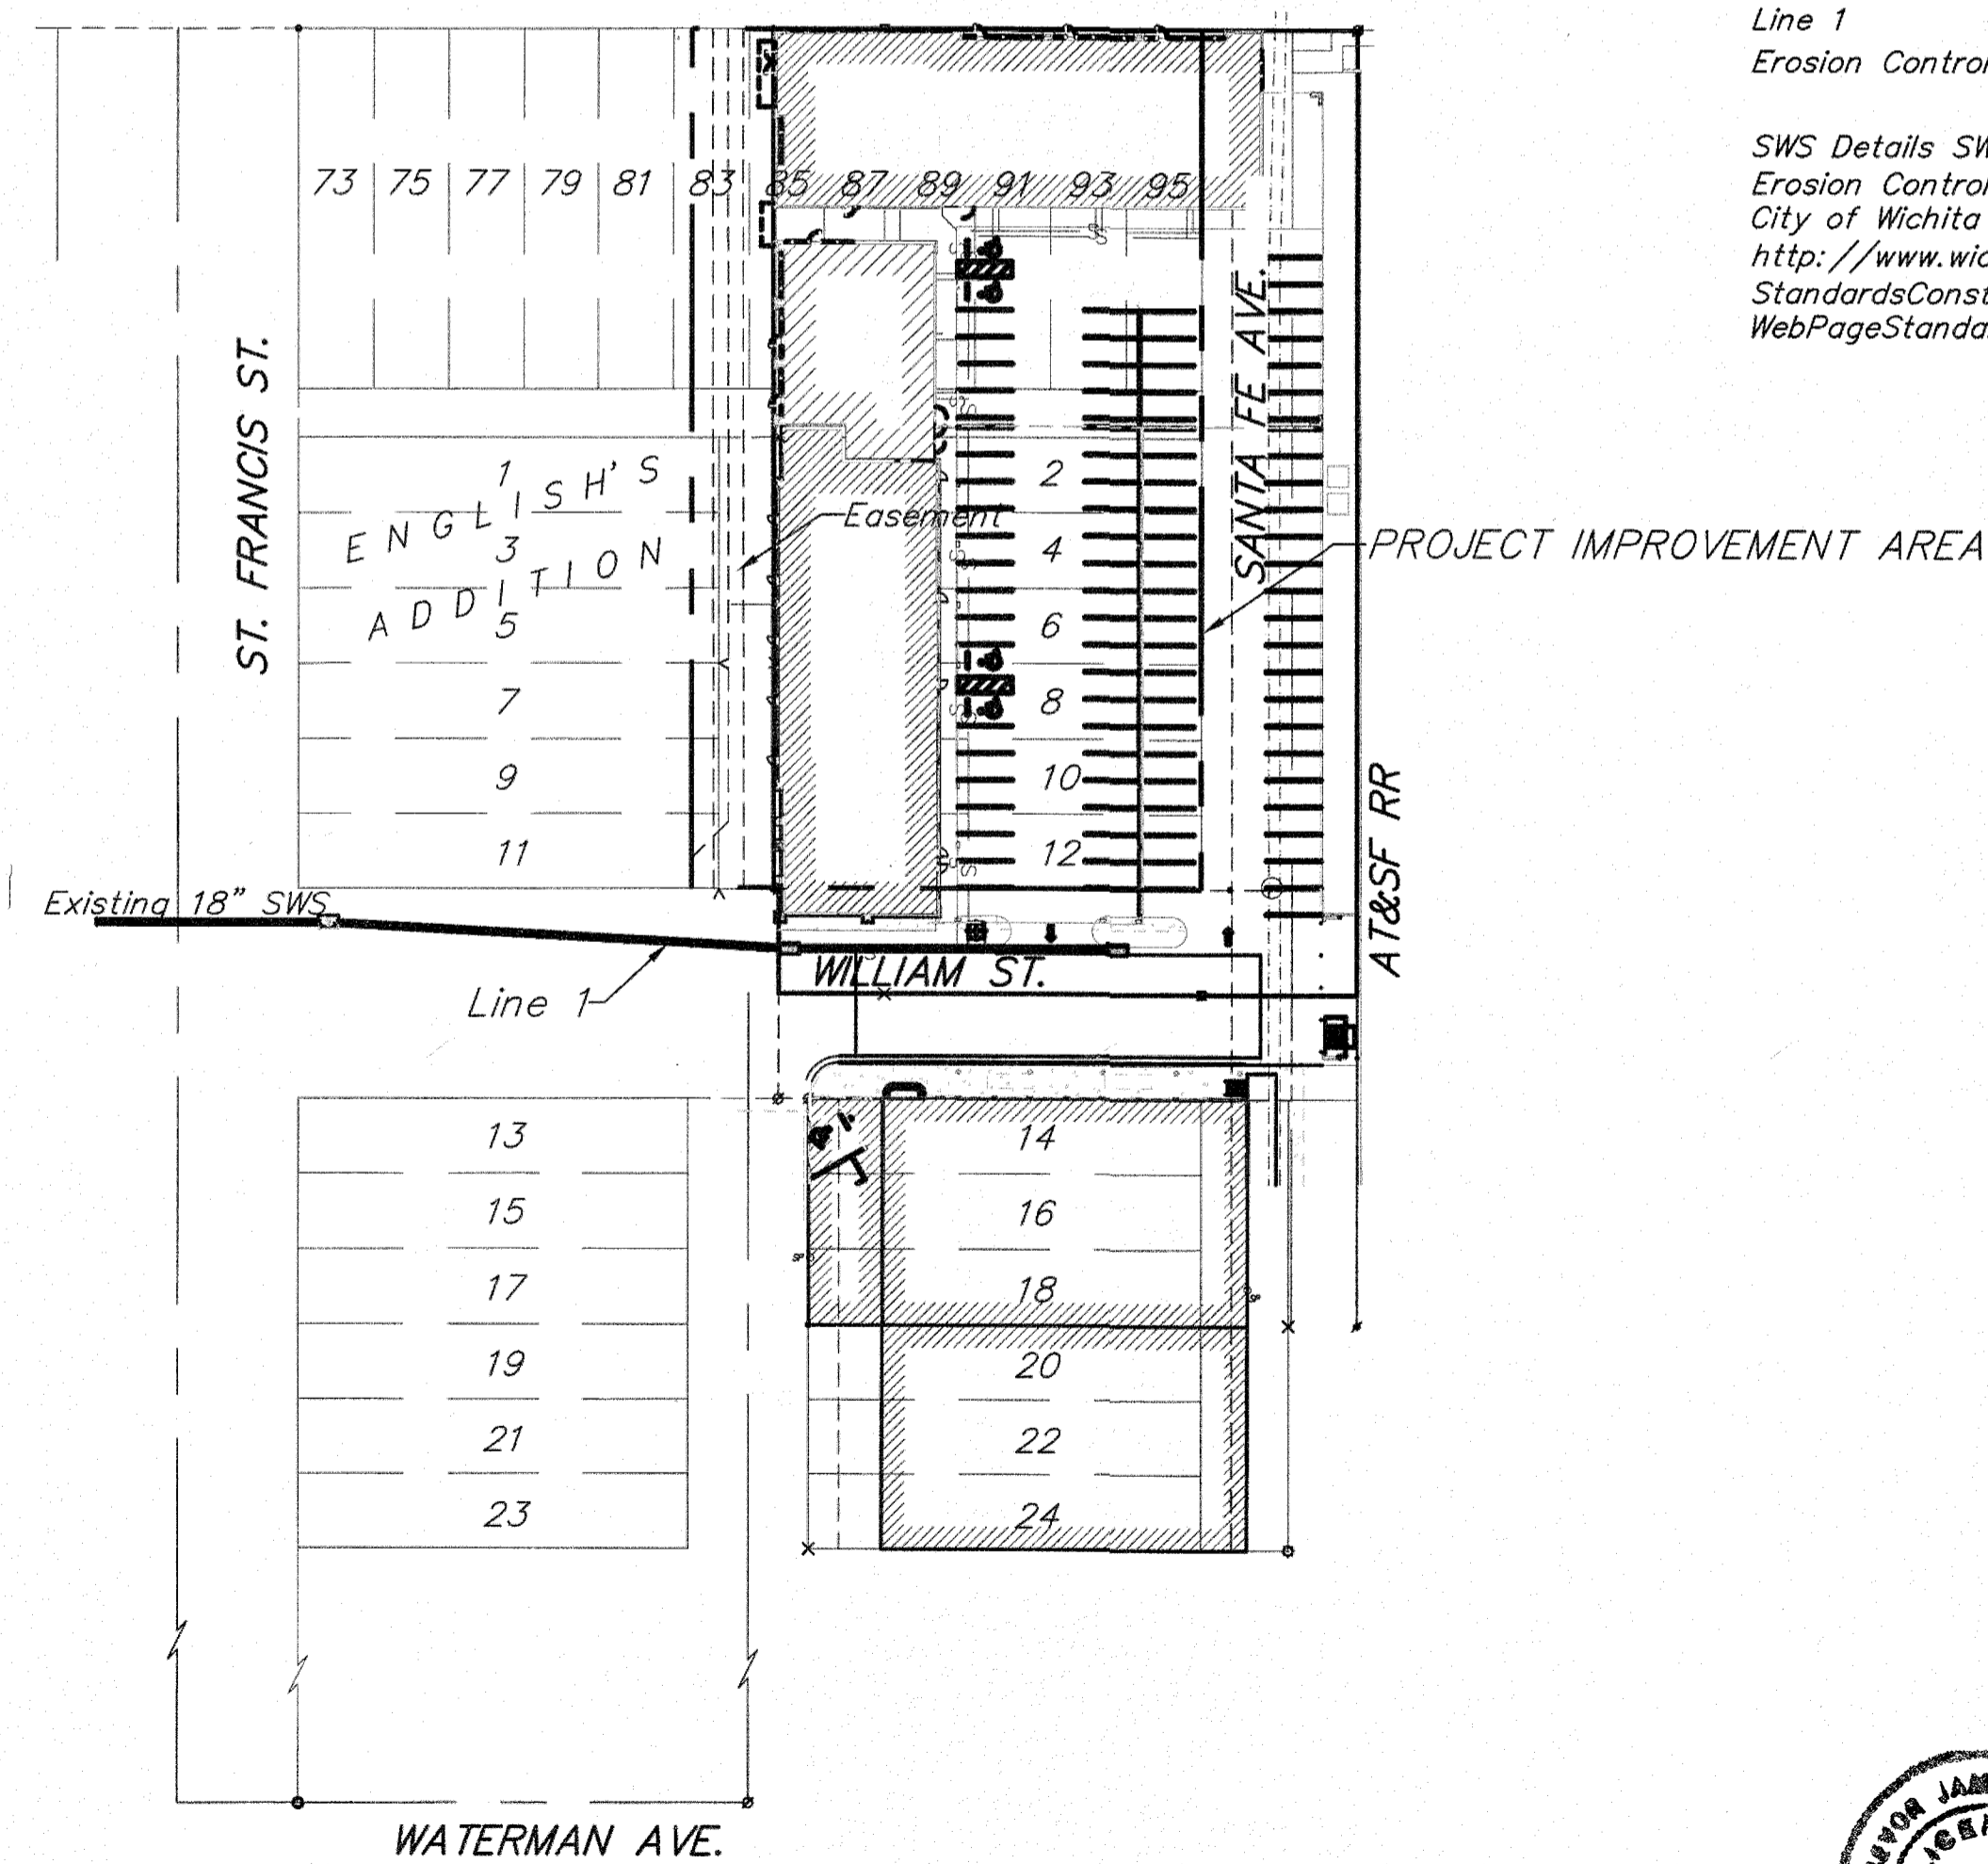 Line 1
Erosion Control
SWS Details
Erosion Control
City of Wichita
http://www.wic
StandardsConst
WebPageStanda
73 75 77 79 81 83 85 87 89 91 93 95
ST. FRANCIS ST.
SANTA FE AVE.
1
ENGLISH'S
3
ADDITION
5
7
9
11
Easement
2
4
6
8
10
12
PROJECT IMPROVEMENT AREA
AT&SF RR
Existing 18" SWS
WILLIAM ST.
Line 1
13
15
17
19
21
23
14
16
18
20
22
24
WATERMAN AVE.